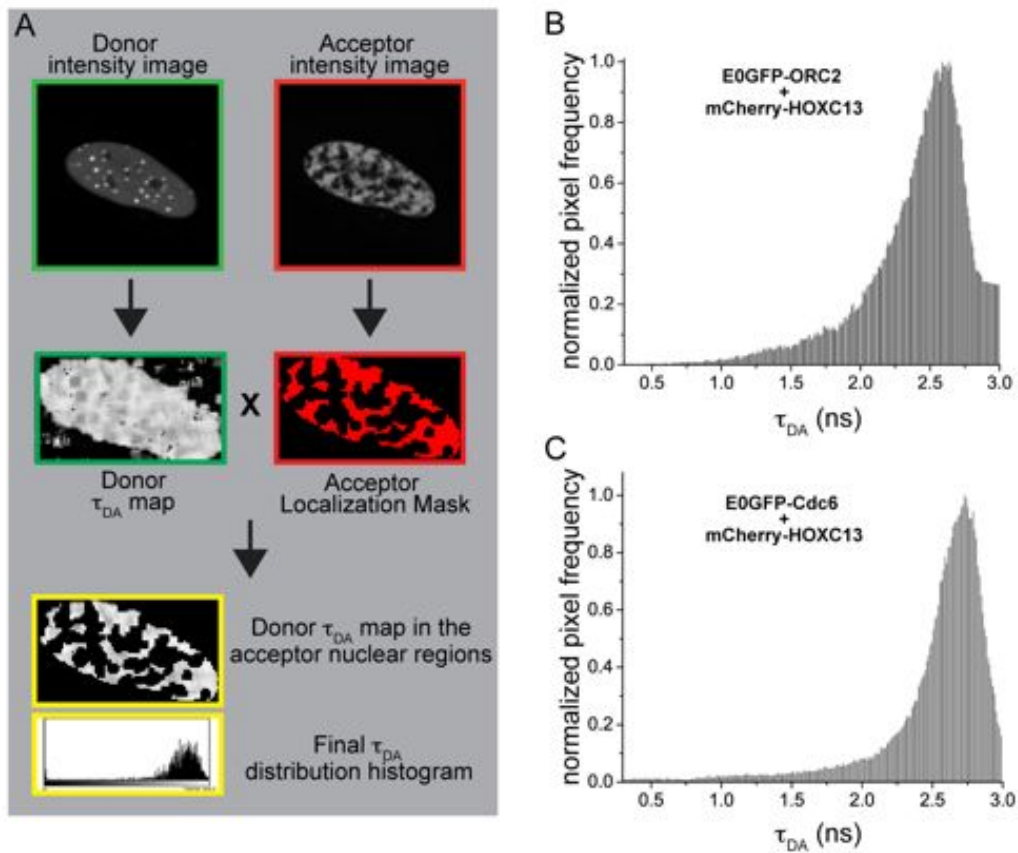 A
Donor
intensity image
Acceptor
intensity image
X
Donor
τDA map
Acceptor
Localization Mask
Donor τDA map in the
acceptor nuclear regions
Final τDA
distribution histogram
B
E0GFP-ORC2
+
mCherry-HOXC13
normalized pixel frequency
1.0
0.8
0.6
0.4
0.2
0.0
0.5 1.0 1.5 2.0 2.5 3.0
τDA (ns)
C
E0GFP-Cdc6
+
mCherry-HOXC13
normalized pixel frequency
1.0
0.8
0.6
0.4
0.2
0.0
0.5 1.0 1.5 2.0 2.5 3.0
τDA (ns)